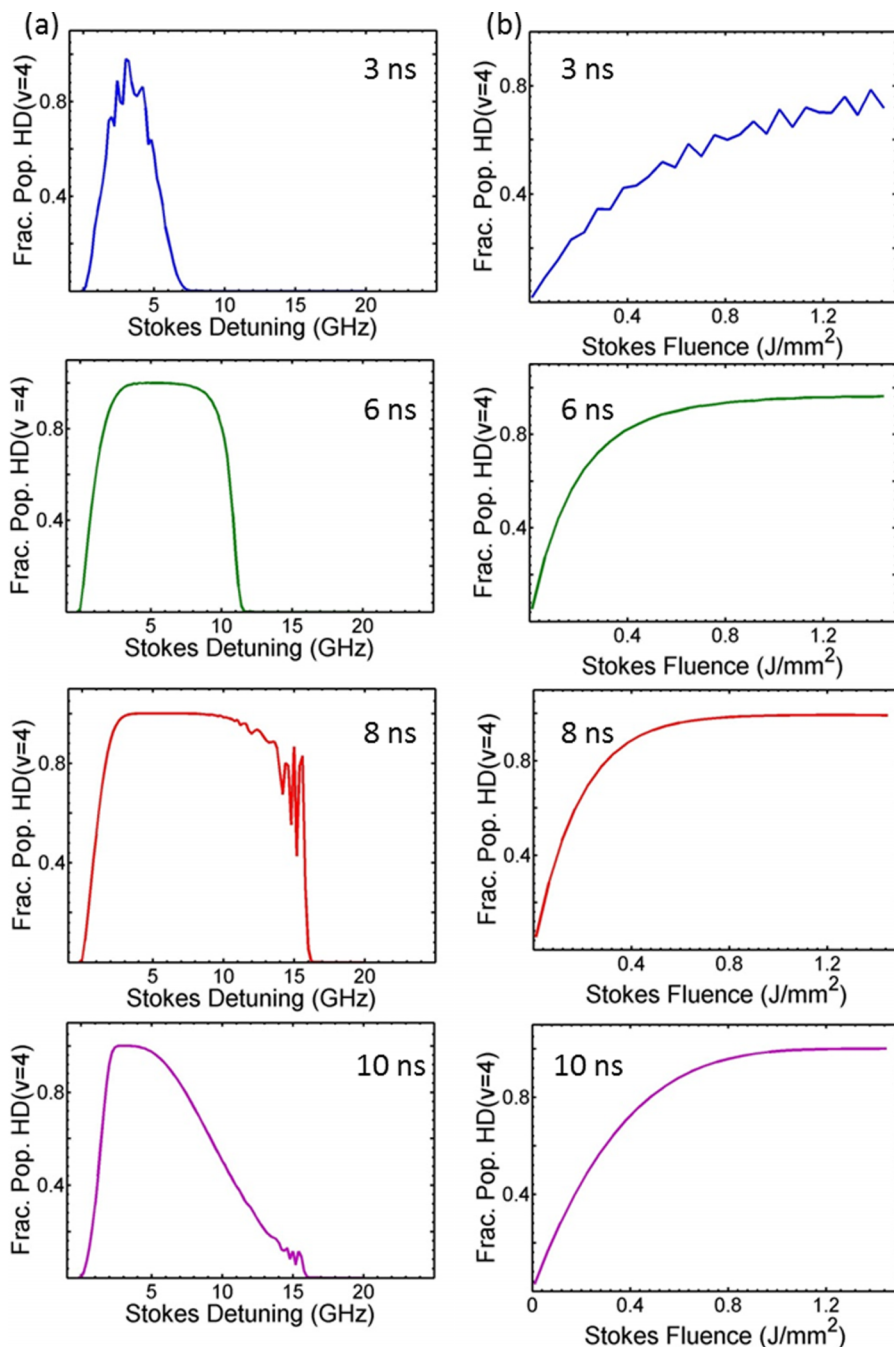 (a)
(b)
3 ns
Frac. Pop. HD(v=4)
0.8
0.4
5 10 15 20
Stokes Detuning (GHz)
3 ns
Frac. Pop. HD(v=4)
0.8
0.4
0.4 0.8 1.2
Stokes Fluence (J/mm²)
6 ns
Frac. Pop. HD(v =4)
0.8
0.4
5 10 15 20
Stokes Detuning (GHz)
6 ns
Frac. Pop. HD(v=4)
0.8
0.4
0.4 0.8 1.2
Stokes Fluence (J/mm²)
8 ns
Frac. Pop. HD(v=4)
0.8
0.4
5 10 15 20
Stokes Detuning (GHz)
8 ns
Frac. Pop. HD(v=4)
0.8
0.4
0.4 0.8 1.2
Stokes Fluence (J/mm²)
10 ns
Frac. Pop. HD(v=4)
0.8
0.4
5 10 15 20
Stokes Detuning (GHz)
10 ns
Frac. Pop. HD(v=4)
0.8
0.4
0 0.4 0.8 1.2
Stokes Fluence (J/mm²)